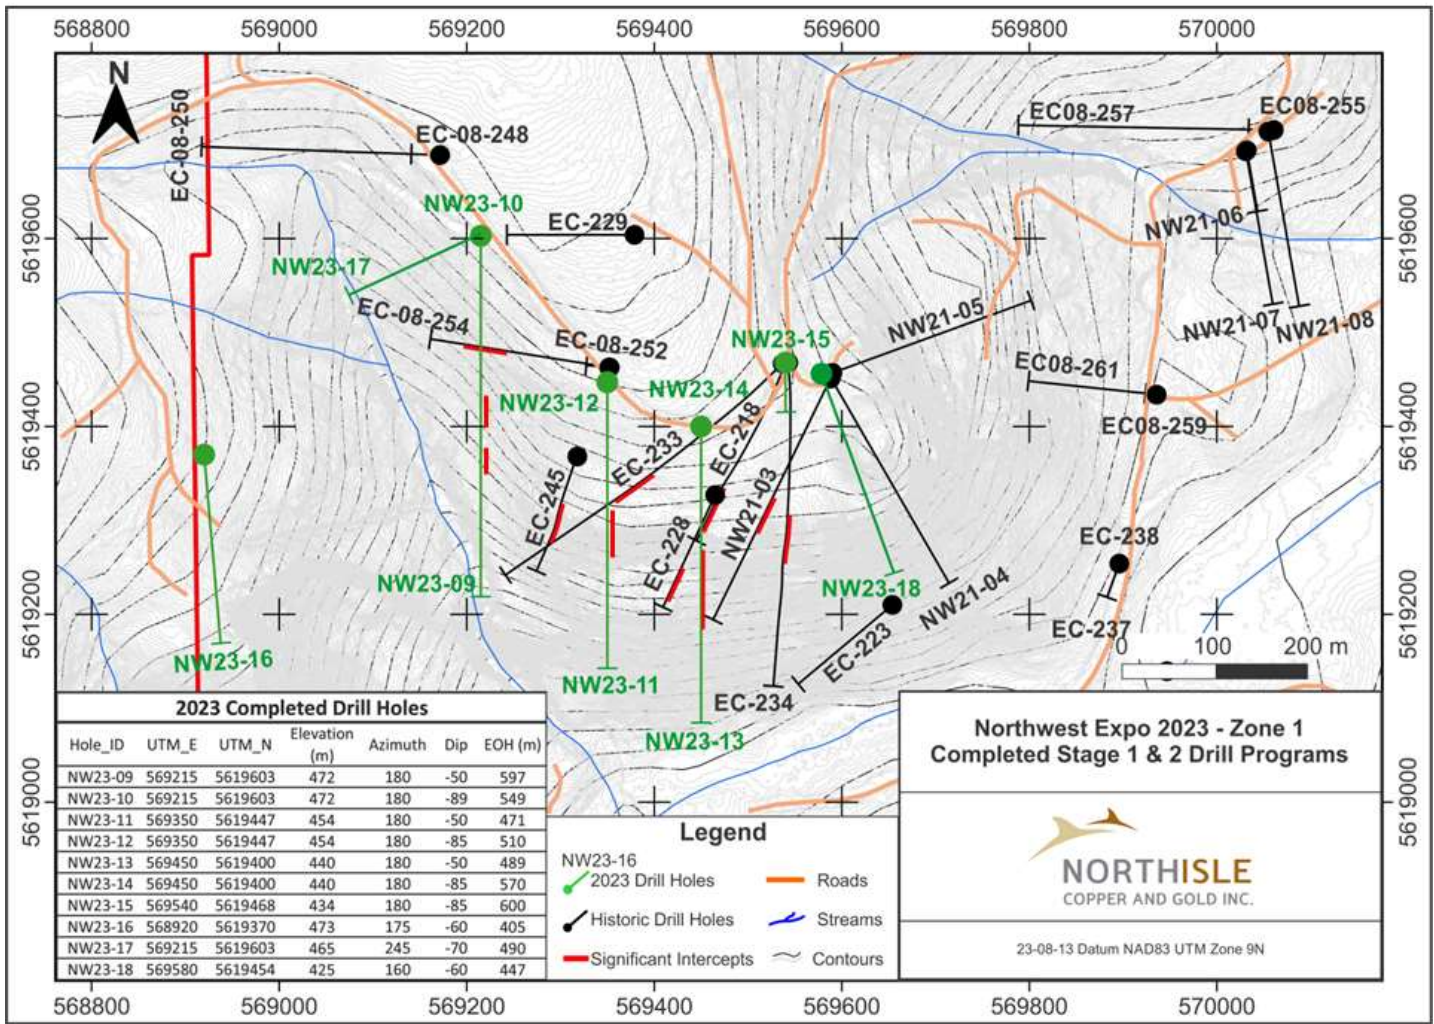 568800 569000 569200 569400 569600 569800 570000
N
EC-08-250
EC-08-248
EC08-257
EC08-255
NW23-10
EC-229
NW21-06
5619600
5619600
NW23-17
EC-08-254
EC-08-252
NW23-15
NW21-05
NW21-07
NW21-08
EC08-261
NW23-12
NW23-14
5619400
5619400
EC08-259
EC-233
EC-218
EC-245
NW21-03
EC-228
EC-238
NW23-09
NW23-18
NW21-04
5619200
5619200
EC-237
NW23-16
EC-223
0 100 200 m
NW23-11
EC-234
NW23-13
2023 Completed Drill Holes
Hole_ID UTM_E UTM_N Elevation (m) Azimuth Dip EOH (m)
NW23-09 569215 5619603 472 180 -50 597
NW23-10 569215 5619603 472 180 -89 549
NW23-11 569350 5619447 454 180 -50 471
NW23-12 569350 5619447 454 180 -85 510
NW23-13 569450 5619400 440 180 -50 489
NW23-14 569450 5619400 440 180 -85 570
NW23-15 569540 5619468 434 180 -85 600
NW23-16 568920 5619370 473 175 -60 405
NW23-17 569215 5619603 465 245 -70 490
NW23-18 569580 5619454 425 160 -60 447
5619000
5619000
Legend
NW23-16
2023 Drill Holes
Historic Drill Holes
Significant Intercepts
Roads
Streams
Contours
Northwest Expo 2023 - Zone 1
Completed Stage 1 & 2 Drill Programs
NORTHISLE
COPPER AND GOLD INC.
23-08-13 Datum NAD83 UTM Zone 9N
568800 569000 569200 569400 569600 569800 570000